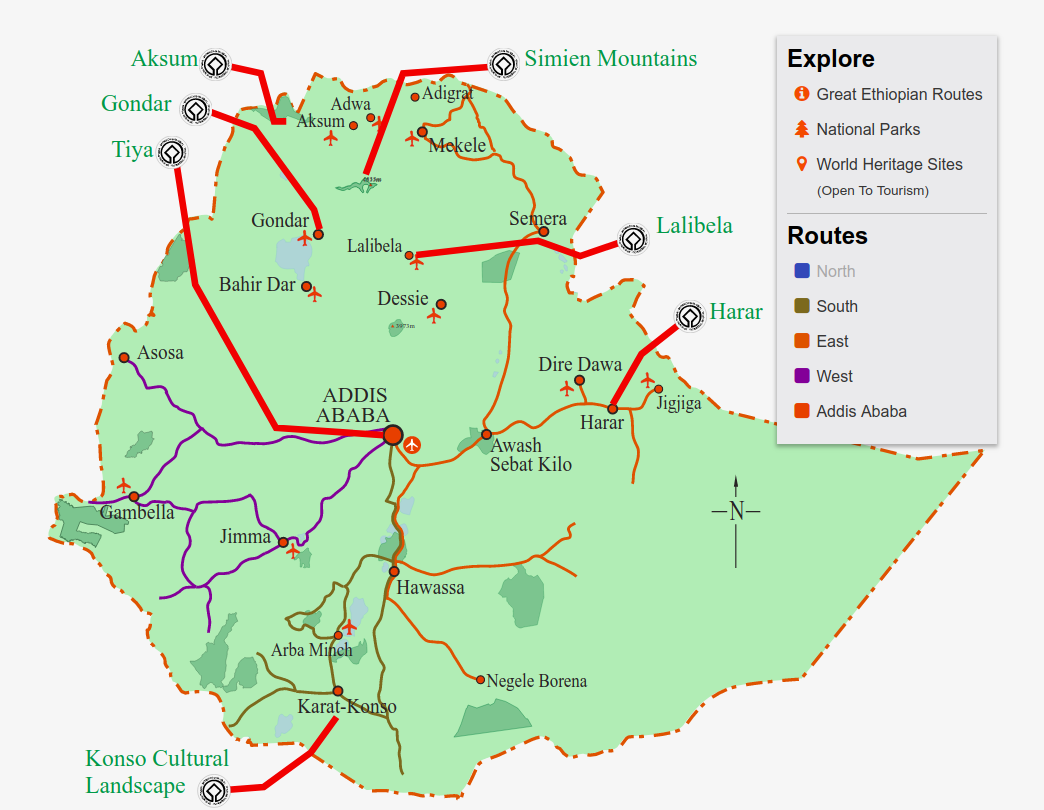 Aksum
Simien Mountains
Gondar
Tiya
Adwa
Aksum
Adigrat
Mekele
Gondar
Lalibela
Semera
Lalibela
Bahir Dar
Dessie
Harar
Asosa
Dire Dawa
Jigjiga
Harar
ADDIS
ABABA
Awash
Sebat Kilo
Gambella
N
Jimma
Hawassa
Arba Minch
Negele Borena
Karat-Konso
Konso Cultural
Landscape
Explore
Great Ethiopian Routes
National Parks
World Heritage Sites
(Open To Tourism)
Routes
North
South
East
West
Addis Ababa